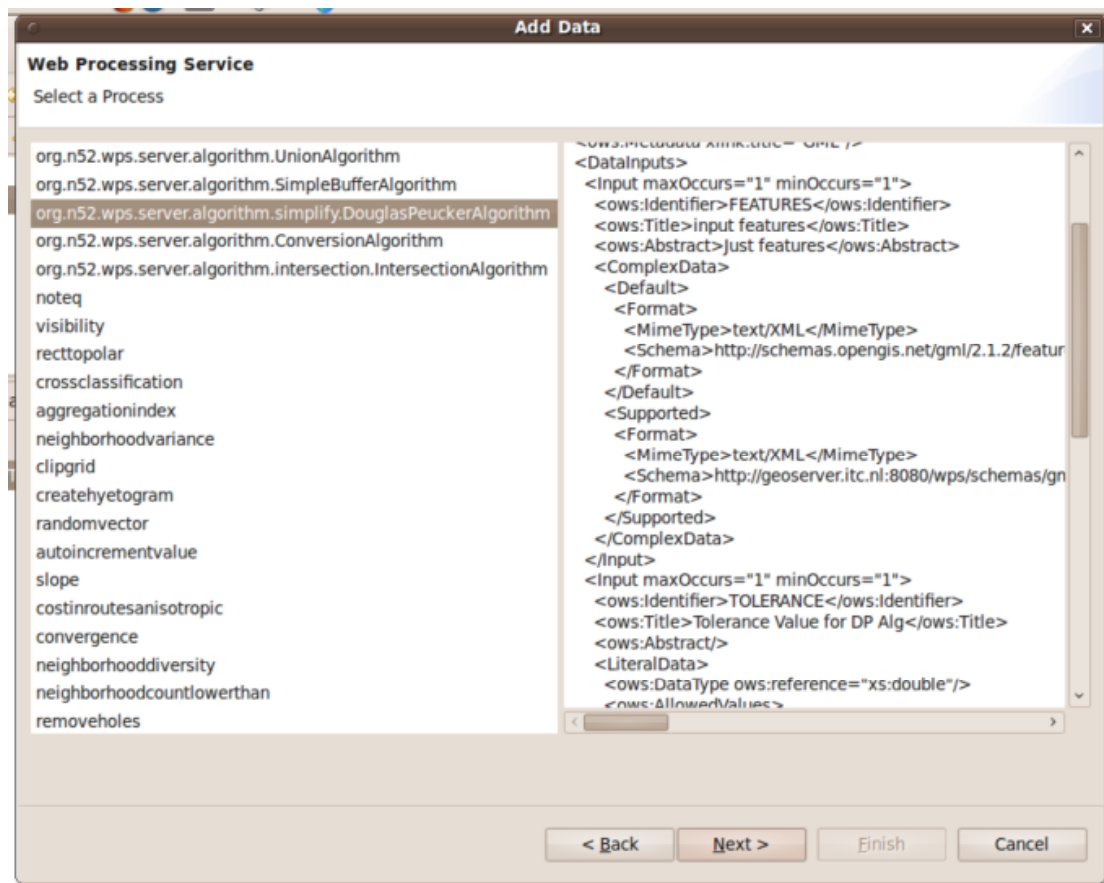 Add Data
Web Processing Service
Select a Process
org.n52.wps.server.algorithm.UnionAlgorithm
org.n52.wps.server.algorithm.SimpleBufferAlgorithm
org.n52.wps.server.algorithm.simplify.DouglasPeuckerAlgorithm
org.n52.wps.server.algorithm.ConversionAlgorithm
org.n52.wps.server.algorithm.intersection.IntersectionAlgorithm
noteq
visibility
recttopolar
crossclassification
aggregationindex
neighborhoodvariance
clipgrid
createhyetogram
randomvector
autoincrementvalue
slope
costinroutesanisotropic
convergence
neighborhooddiversity
neighborhoodcountlowerthan
removeholes
<ows:Metadata xlink:title="GML"/>
<DataInputs>
<Input maxOccurs="1" minOccurs="1">
<ows:Identifier>FEATURES</ows:Identifier>
<ows:Title>input features</ows:Title>
<ows:Abstract>Just features</ows:Abstract>
<ComplexData>
<Default>
<Format>
<MimeType>text/XML</MimeType>
<Schema>http://schemas.opengis.net/gml/2.1.2/featur
</Format>
</Default>
<Supported>
<Format>
<MimeType>text/XML</MimeType>
<Schema>http://geoserver.itc.nl:8080/wps/schemas/gn
</Format>
</Supported>
</ComplexData>
</Input>
<Input maxOccurs="1" minOccurs="1">
<ows:Identifier>TOLERANCE</ows:Identifier>
<ows:Title>Tolerance Value for DP Alg</ows:Title>
<ows:Abstract/>
<LiteralData>
<ows:DataType ows:reference="xs:double"/>
<ows:AllowedValues>
< Back
Next >
Finish
Cancel